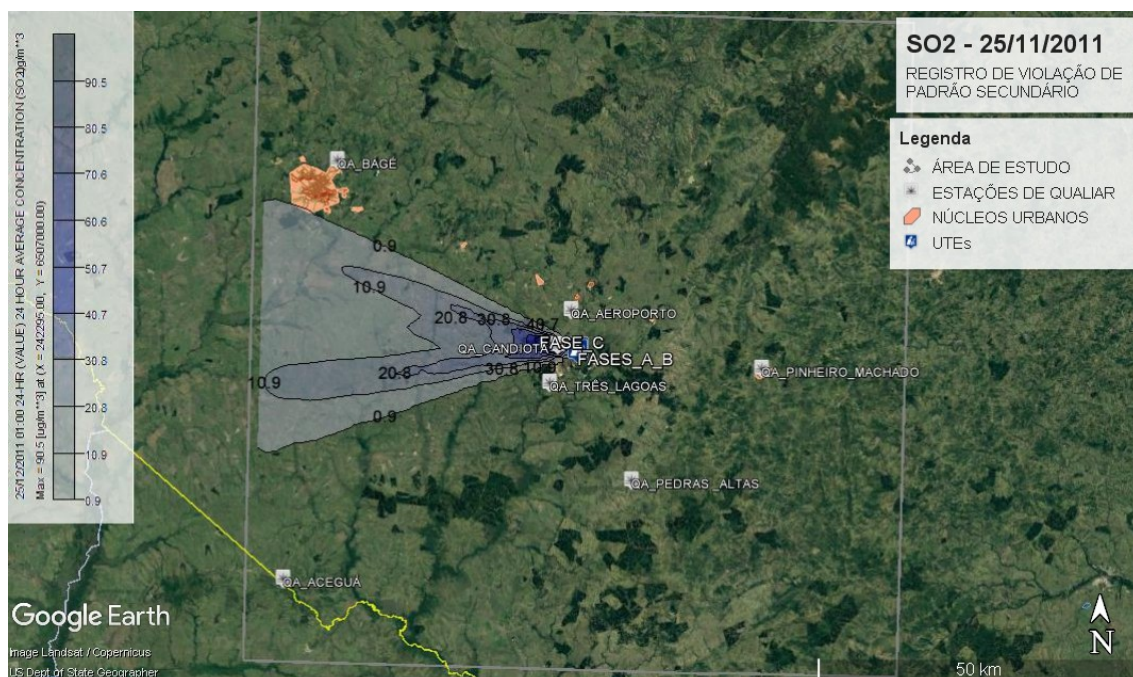 25/12/2011 01:00 24-HR (VALUE) 24 HOUR AVERAGE CONCENTRATION (SO2)g/m**3
Max = 90.5 [ug/m**3] at (X = 242295.00, Y = 6507000.00)
90.5
80.5
70.6
60.6
50.7
40.7
30.8
20.8
10.9
0.9
SO2 - 25/11/2011
REGISTRO DE VIOLAÇÃO DE
PADRÃO SECUNDÁRIO
Legenda
ÁREA DE ESTUDO
ESTAÇÕES DE QUALIAR
NÚCLEOS URBANOS
UTEs
QA_BAGÉ
0.9
10.9
20.8
30.8
40.7
QA_AEROPORTO
QA_CANDIOTA
FASE_C
FASES_A_B
10.9
20.8
30.8
QA_TRÊS_LAGOAS
QA_PINHEIRO_MACHADO
0.9
QA_PEDRAS _ALTAS
QA_ACEGUÁ
Google Earth
Image Landsat / Copernicus
US Dept of State Geographer
N
50 km